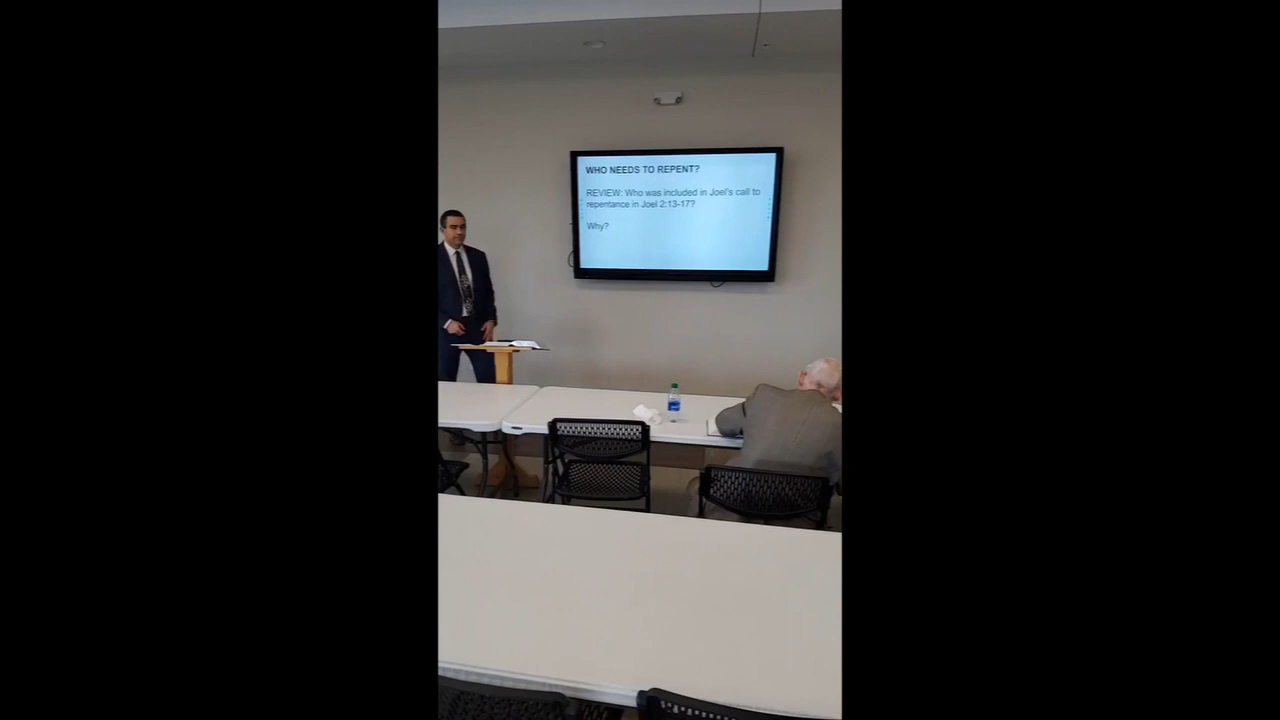 WHO NEEDS TO REPENT?
REVIEW: Who was included in Joel's call to
repentance in Joel 2:13-17?
Why?